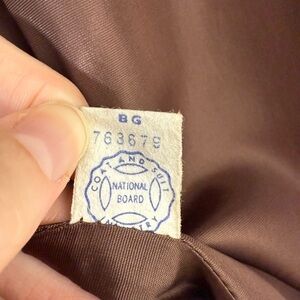 BG
763679
COAT AND SUIT
NATIONAL
BOARD